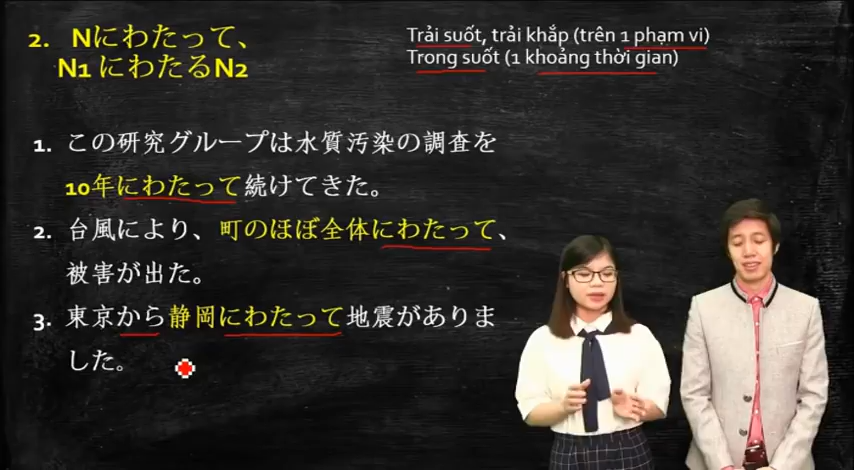 2. Nにわたって、
N1 にわたるN2
Trải suốt, trải khắp (trên 1 phạm vi)
Trong suốt (1 khoảng thời gian)
1. この研究グループは水質汚染の調査を
10年にわたって続けてきた。
2. 台風により、町のほぼ全体にわたって、
被害が出た。
3. 東京から静岡にわたって地震がありま
した。